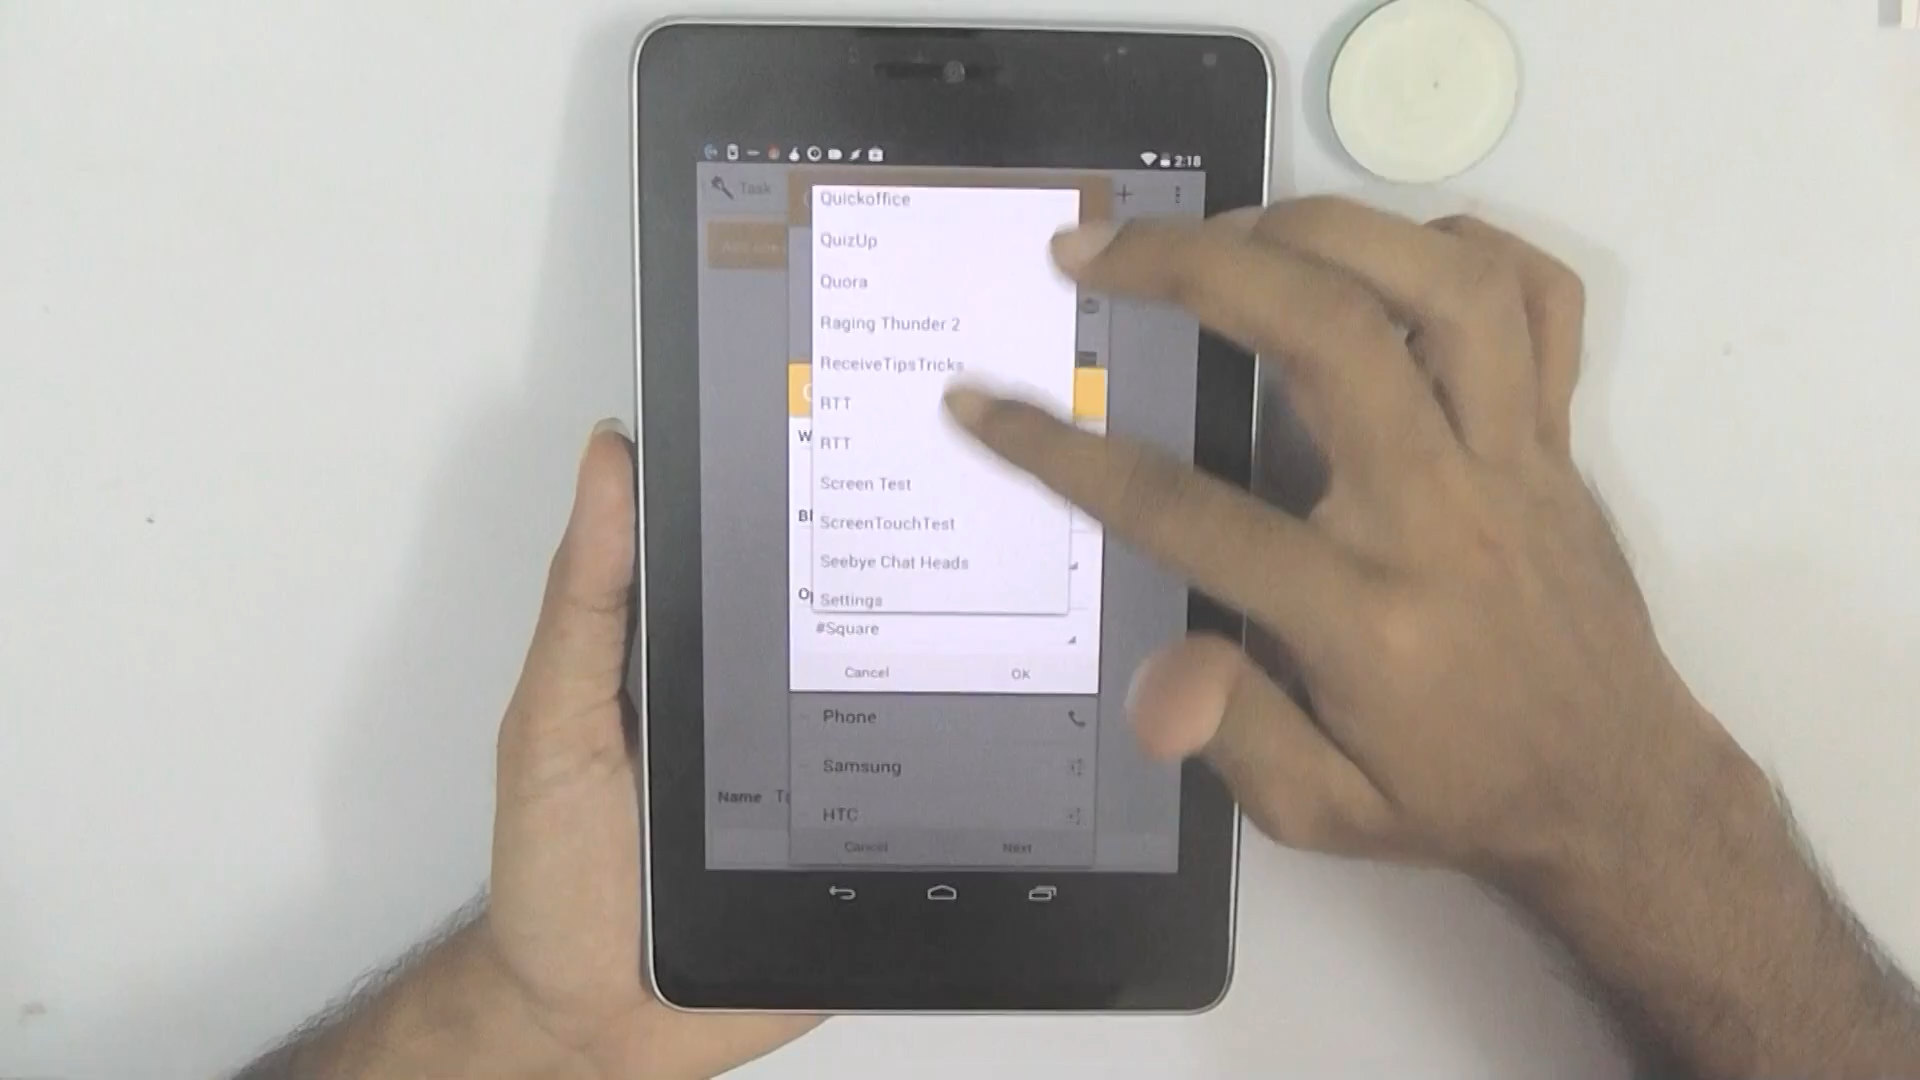 2:18
Task
Quickoffice
QuizUp
Quora
Raging Thunder 2
ReceiveTipsTricks
RTT
RTT
Screen Test
ScreenTouchTest
Seebye Chat Heads
Settings
#Square
Cancel OK
Phone
Samsung
HTC
Name
Cancel Next